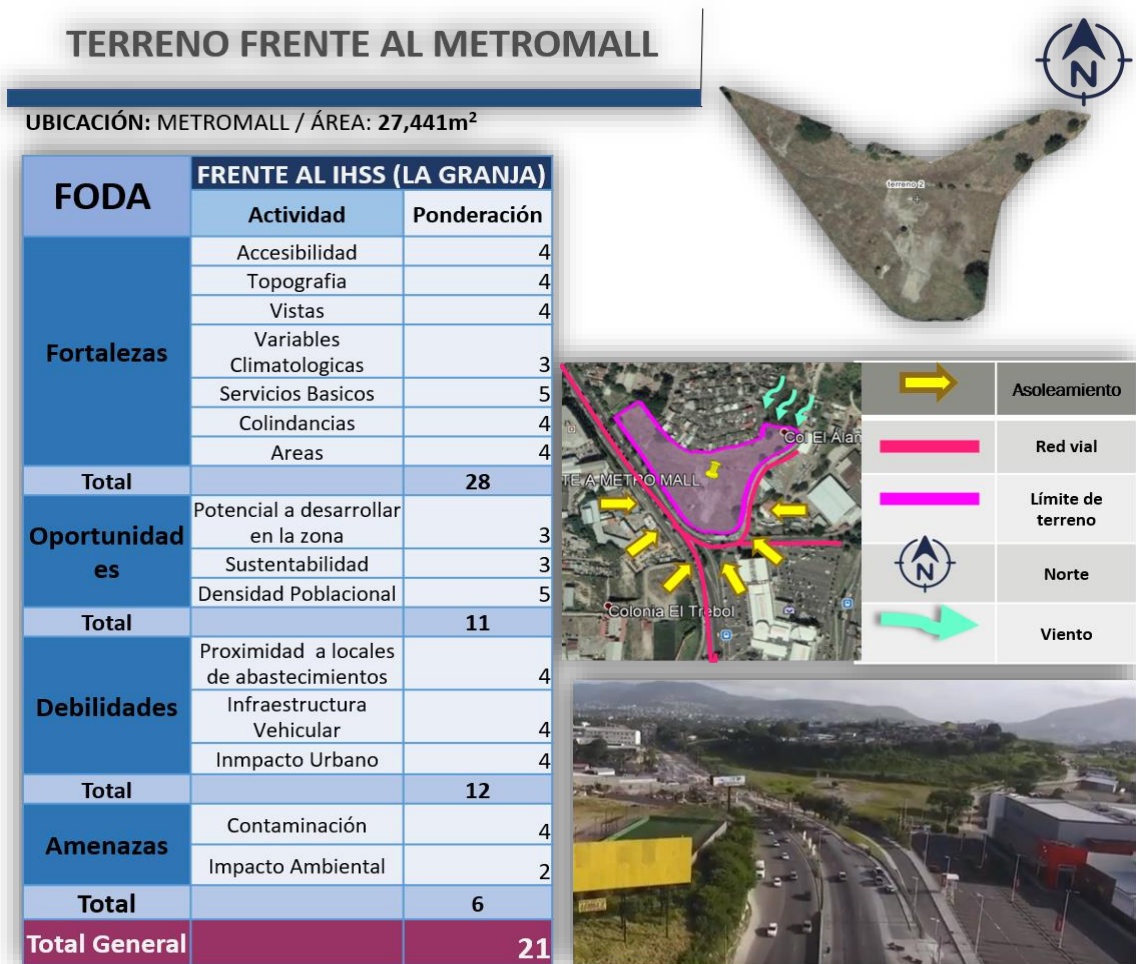 TERRENO FRENTE AL METROMALL
N
UBICACIÓN: METROMALL / ÁREA: 27,441m²
FODA
FRENTE AL IHSS (LA GRANJA)
Actividad
Ponderación
Fortalezas
Accesibilidad
4
Topografia
4
Vistas
4
Variables
Climatologicas
3
Servicios Basicos
5
Colindancias
4
Areas
4
Total
28
Oportunidad
es
Potencial a desarrollar
en la zona
3
Sustentabilidad
3
Densidad Poblacional
5
Total
11
Debilidades
Proximidad a locales
de abastecimientos
4
Infraestructura
Vehicular
4
Inmpacto Urbano
4
Total
12
Amenazas
Contaminación
4
Impacto Ambiental
2
Total
6
Total General
21
terreno 2
Col El Alam
TE A METRO MALL
Colonia El Trebol
Asoleamiento
Red vial
Límite de
terreno
N
Norte
Viento